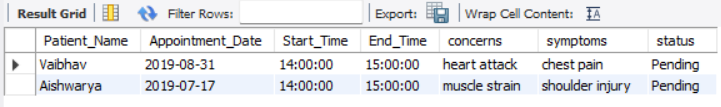 Result Grid Filter Rows: Export: Wrap Cell Content: IA
Patient_Name Appointment_Date Start_Time End_Time concerns symptoms status
Vaibhav 2019-08-31 14:00:00 15:00:00 heart attack chest pain Pending
Aishwarya 2019-07-17 14:00:00 15:00:00 muscle strain shoulder injury Pending